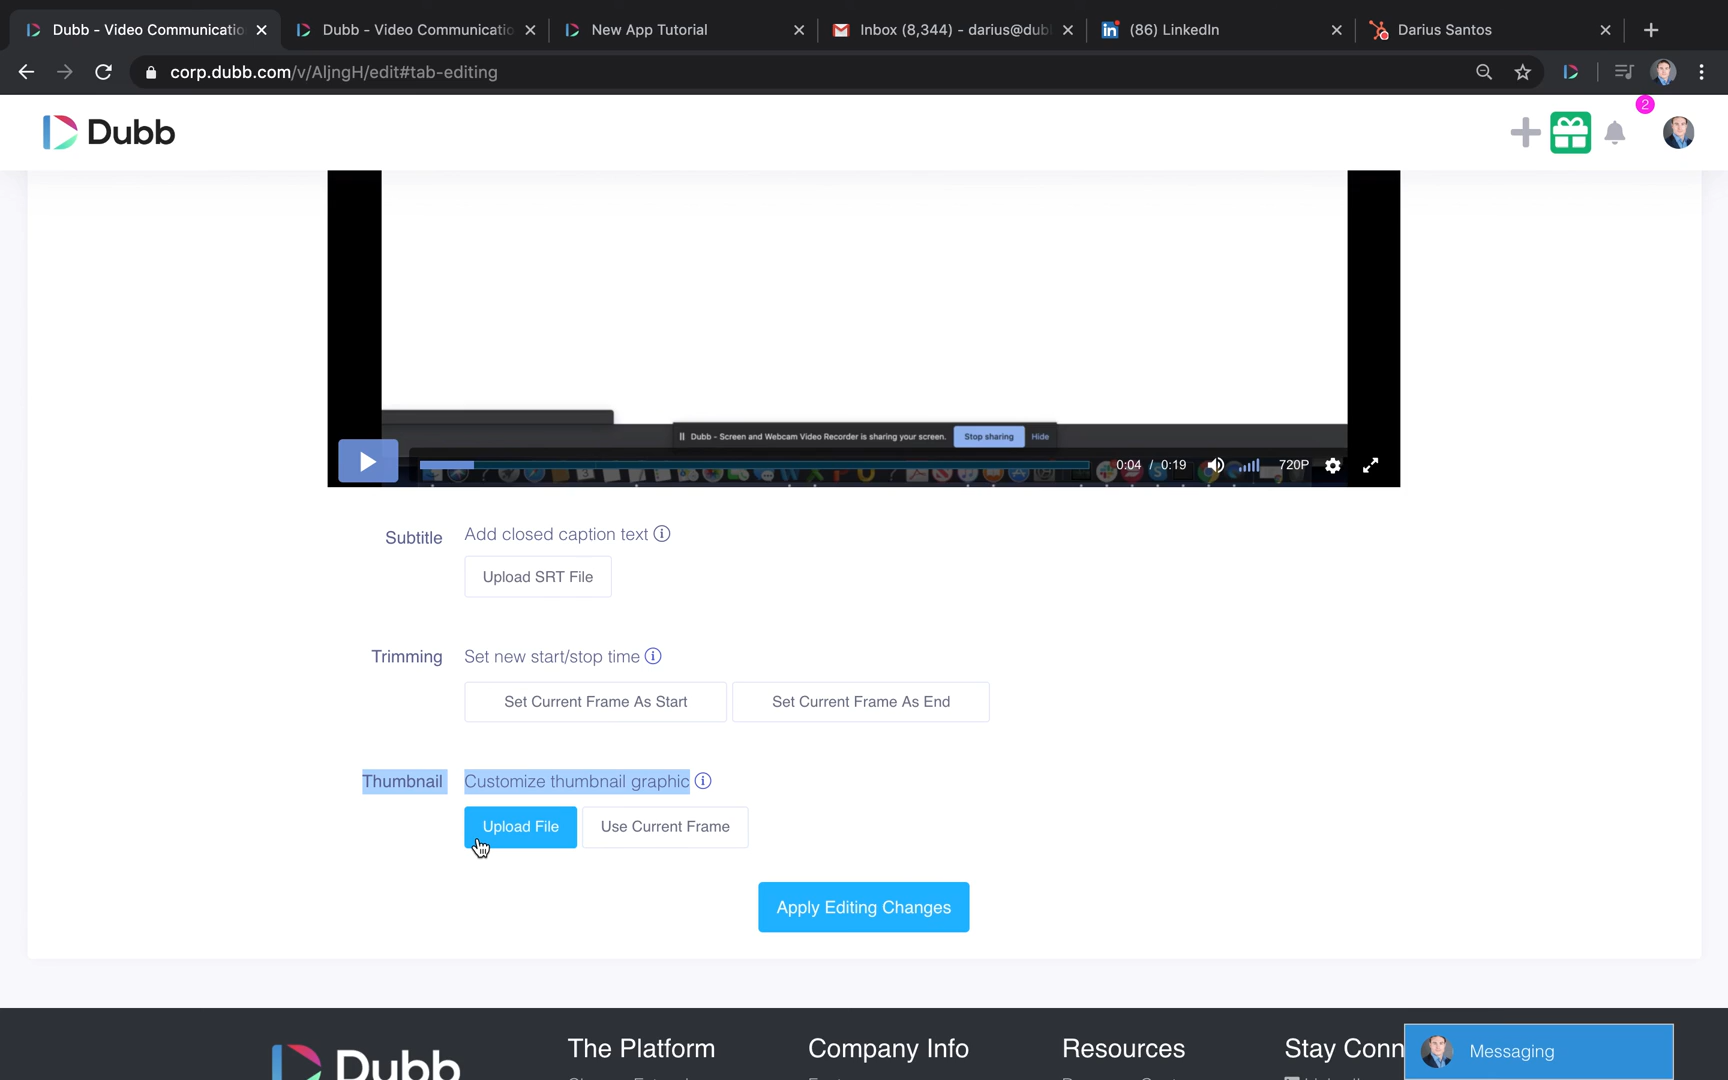 Dubb - Video Communicatio
Dubb - Video Communicatio
New App Tutorial
Inbox (8,344) - darius@dub
(86) LinkedIn
Darius Santos
corp.dubb.com/v/AljngH/edit#tab-editing
Dubb
2
Dubb - Screen and Webcam Video Recorder is sharing your screen. Stop sharing Hide
0:04 / 0:19 720P
Subtitle Add closed caption text
Upload SRT File
Trimming Set new start/stop time
Set Current Frame As Start Set Current Frame As End
Thumbnail Customize thumbnail graphic
Upload File Use Current Frame
Apply Editing Changes
Dubb
The Platform Company Info Resources Stay Conn
Messaging